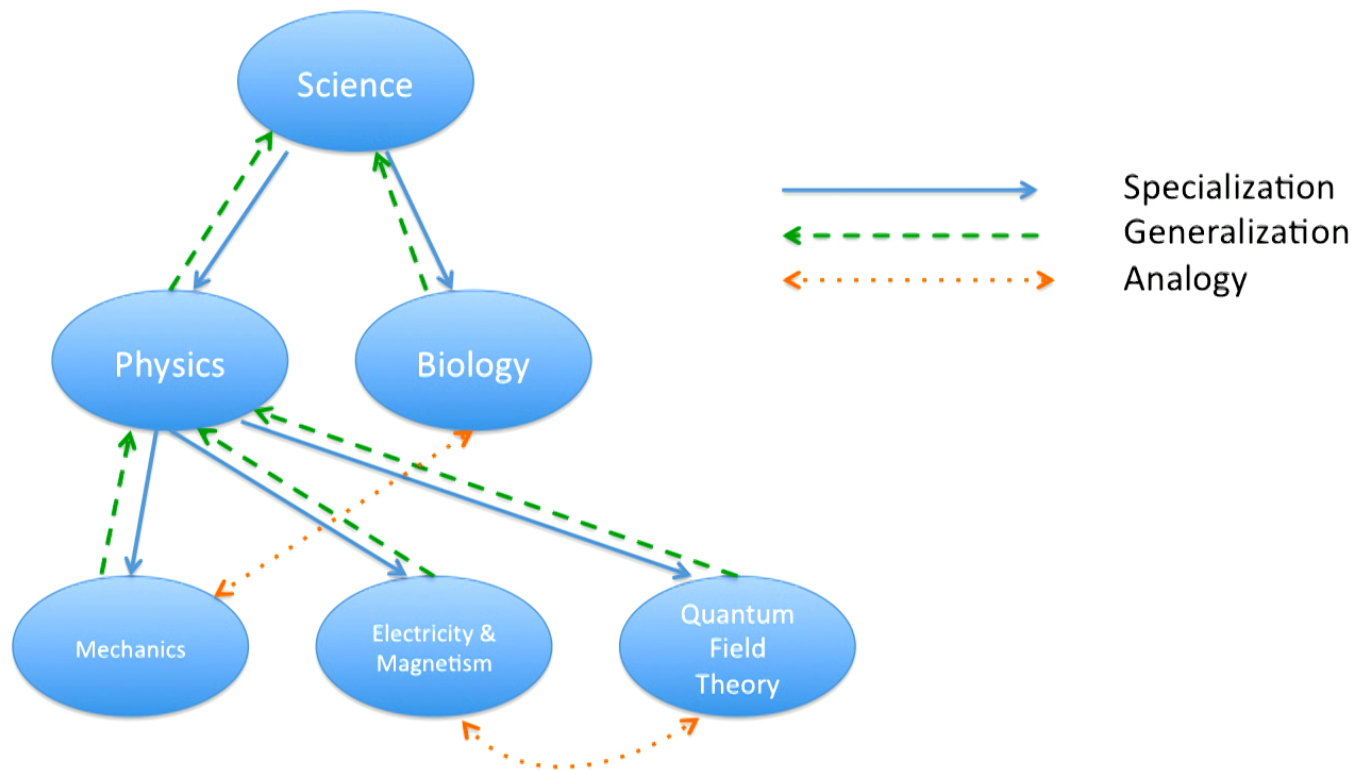 Science
Specialization
Generalization
Analogy
Physics
Biology
Mechanics
Electricity &
Magnetism
Quantum
Field
Theory